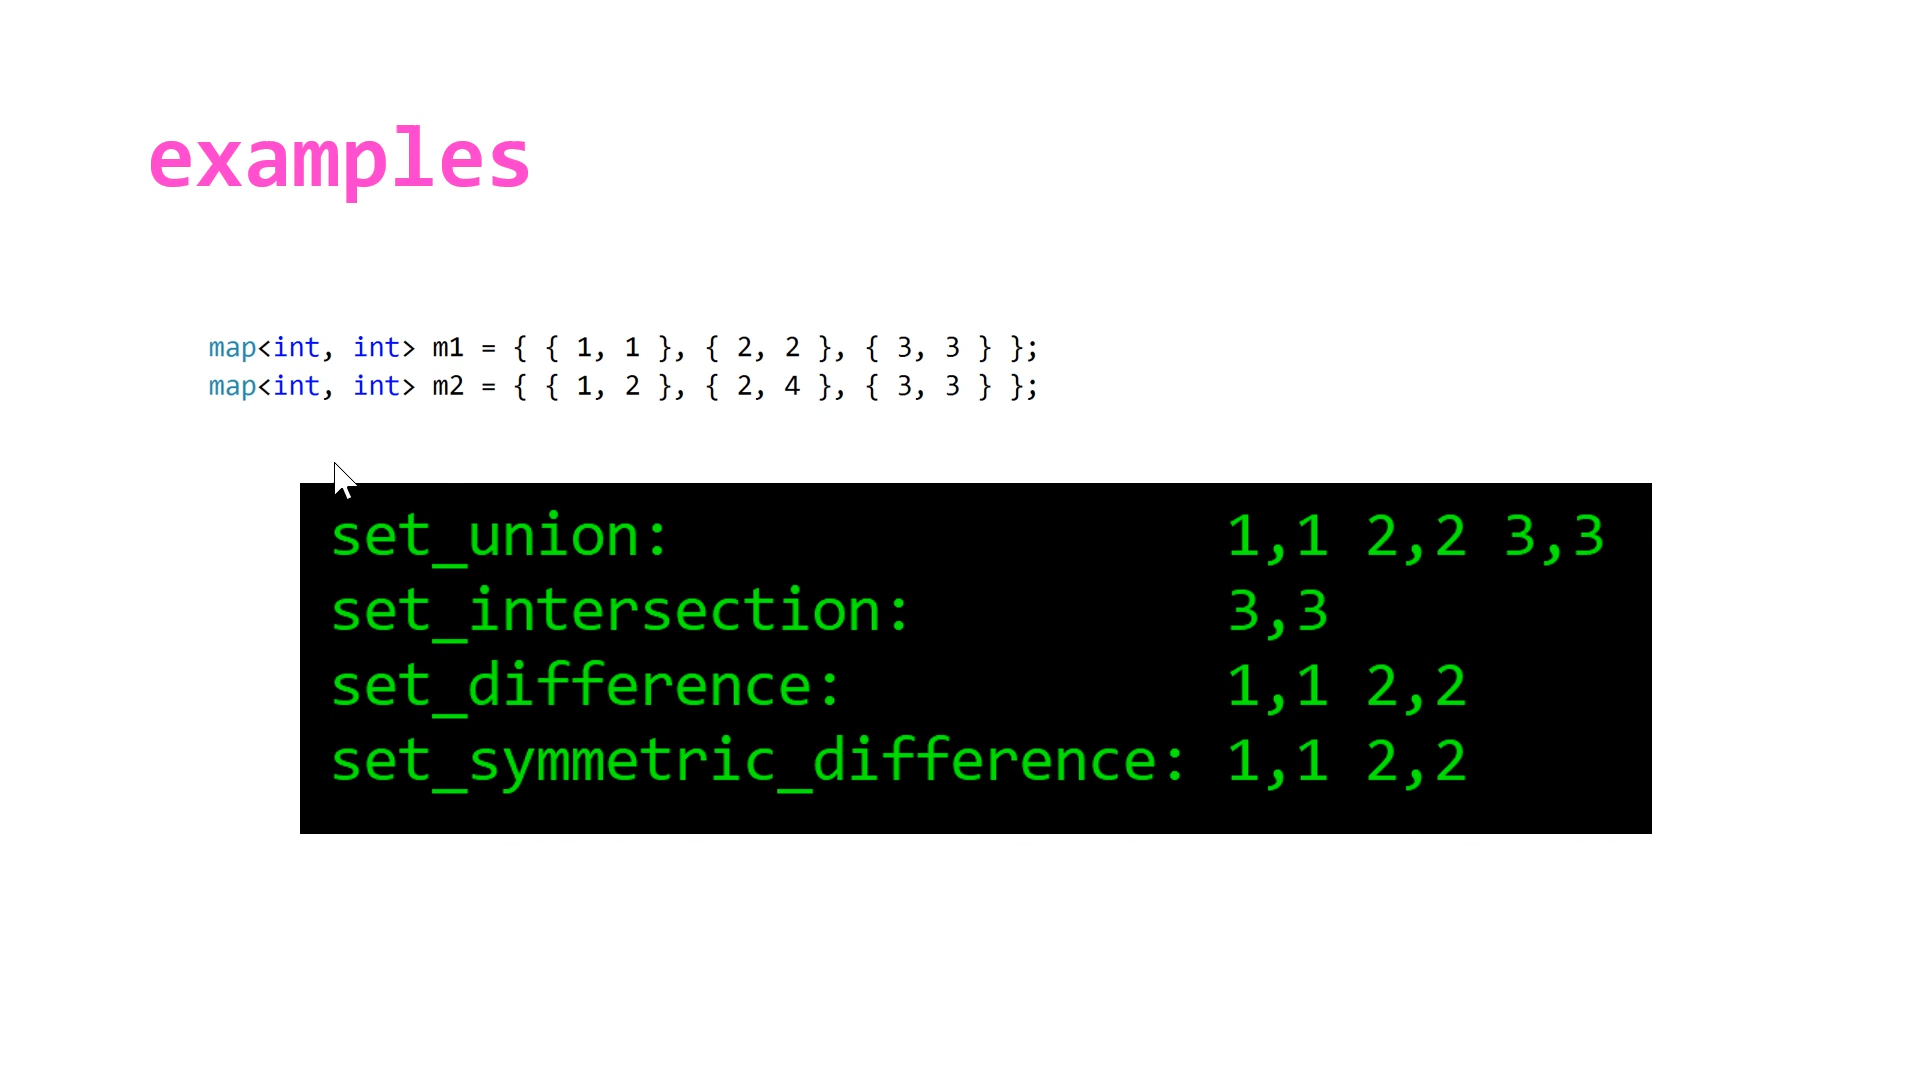 examples
map<int, int> m1 = { { 1, 1 }, { 2, 2 }, { 3, 3 } };
map<int, int> m2 = { { 1, 2 }, { 2, 4 }, { 3, 3 } };
set_union: 1,1 2,2 3,3
set_intersection: 3,3
set_difference: 1,1 2,2
set_symmetric_difference: 1,1 2,2